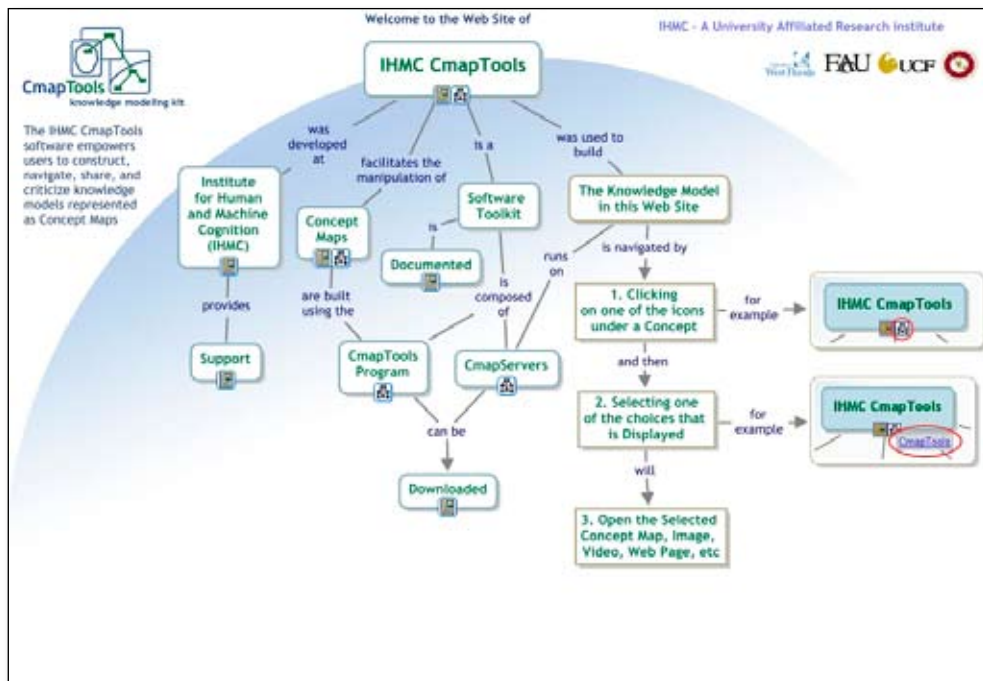 Welcome to the Web Site of
IHMC - A University Affiliated Research Institute
IHMC CmapTools
West Florida
FAU
UCF
CmapTools
knowledge modeling kit
The IHMC CmapTools
software empowers
users to construct,
navigate, share, and
criticize knowledge
models represented
as Concept Maps
was
developed
at
facilitates the
manipulation of
is a
was used to
build
Institute
for Human
and Machine
Cognition
(IHMC)
Concept
Maps
Software
Toolkit
The Knowledge Model
in this Web Site
is
Documented
runs
on
is navigated by
provides
are built
using the
is
composed
of
1. Clicking
on one of the icons
under a Concept
for
example
IHMC CmapTools
Support
CmapTools
Program
CmapServers
and then
2. Selecting one
of the choices that
is Displayed
for
example
IHMC CmapTools
CmapTools
can be
will
Downloaded
3. Open the Selected
Concept Map, Image,
Video, Web Page, etc